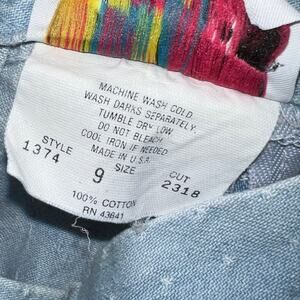 MACHINE WASH COLD.
WASH DARKS SEPARATELY.
TUMBLE DRY LOW
DO NOT BLEACH
COOL IRON IF NEEDED
MADE IN U.S.A.
STYLE SIZE CUT
1374 9 2318
100% COTTON
RN 43641